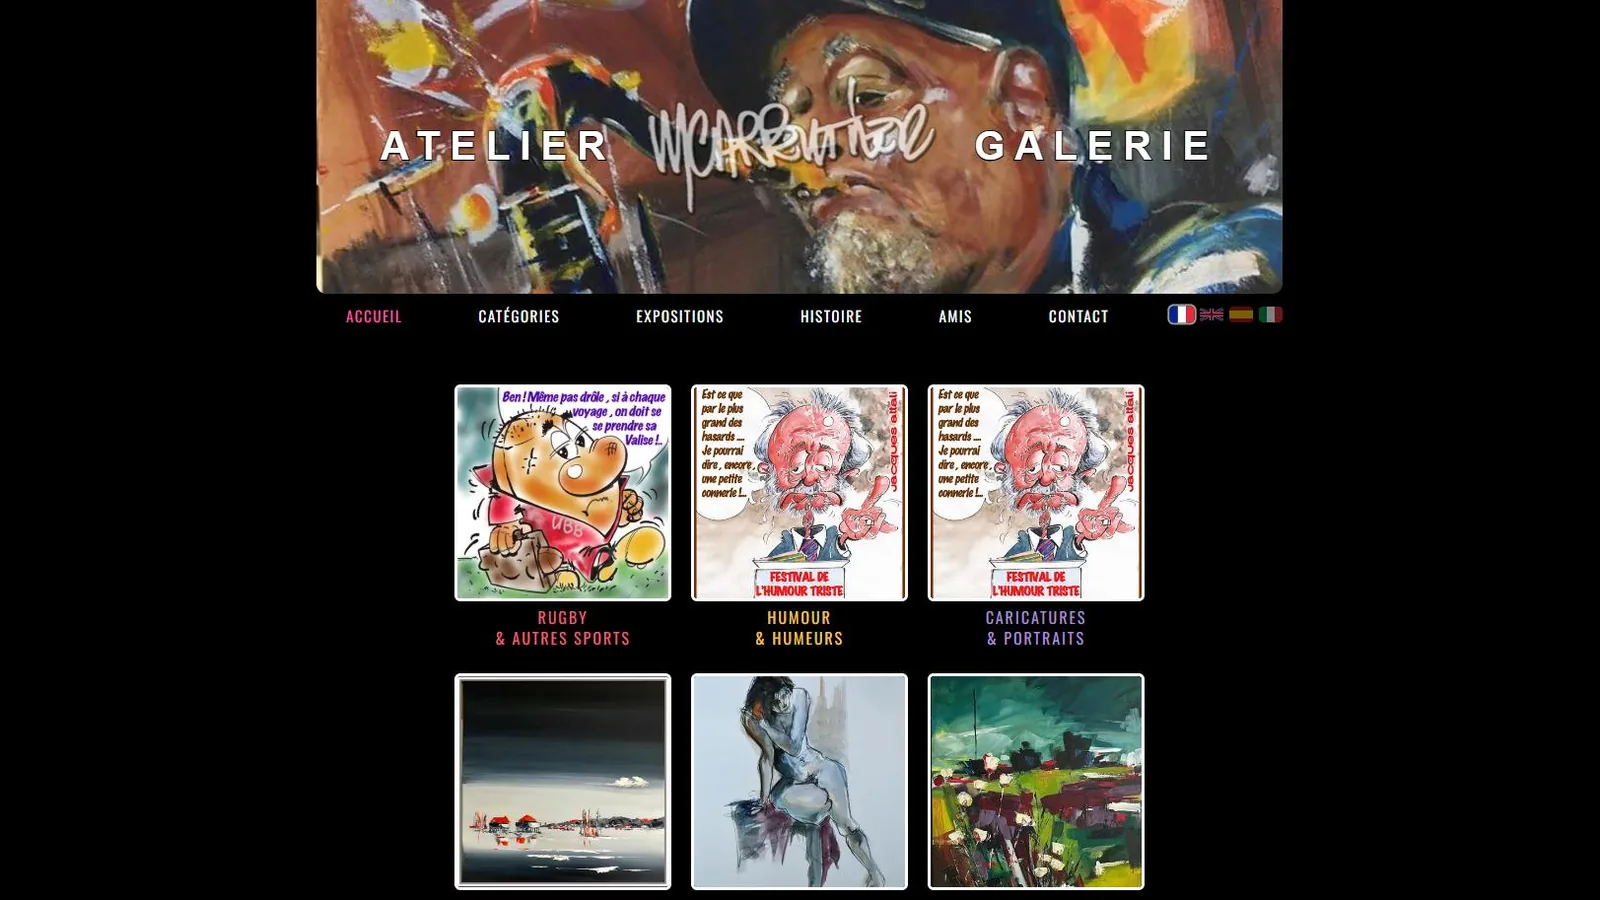 ATELIER
GALERIE
ACCUEIL CATÉGORIES EXPOSITIONS HISTOIRE AMIS CONTACT
Ben ! Même pas drôle , si à chaque
voyage , on doit se
se prendre sa
Valise !..
UBB
Est ce que
par le plus
grand des
hasards ....
Je pourrai
dire , encore ,
une petite
connerie !...
Jacques attali
FESTIVAL DE
L'HUMOUR TRISTE
Est ce que
par le plus
grand des
hasards ....
Je pourrai
dire , encore ,
une petite
connerie !...
Jacques attali
FESTIVAL DE
L'HUMOUR TRISTE
RUGBY
& AUTRES SPORTS
HUMOUR
& HUMEURS
CARICATURES
& PORTRAITS